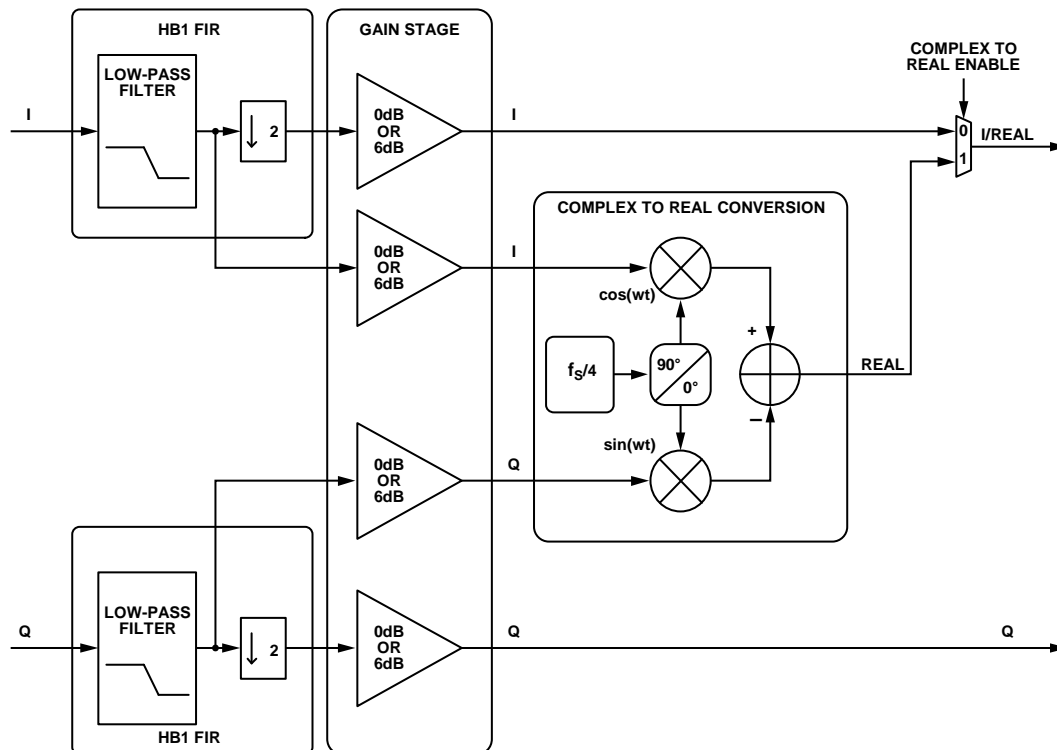 HB1 FIR
GAIN STAGE
LOW-PASS
FILTER
COMPLEX TO
REAL ENABLE
I
2
0dB
OR
6dB
I
0
1
I/REAL
0dB
OR
6dB
I
COMPLEX TO REAL CONVERSION
cos(wt)
+
fS/4
90°
0°
REAL
–
sin(wt)
0dB
OR
6dB
Q
LOW-PASS
FILTER
Q
2
0dB
OR
6dB
Q
Q
HB1 FIR